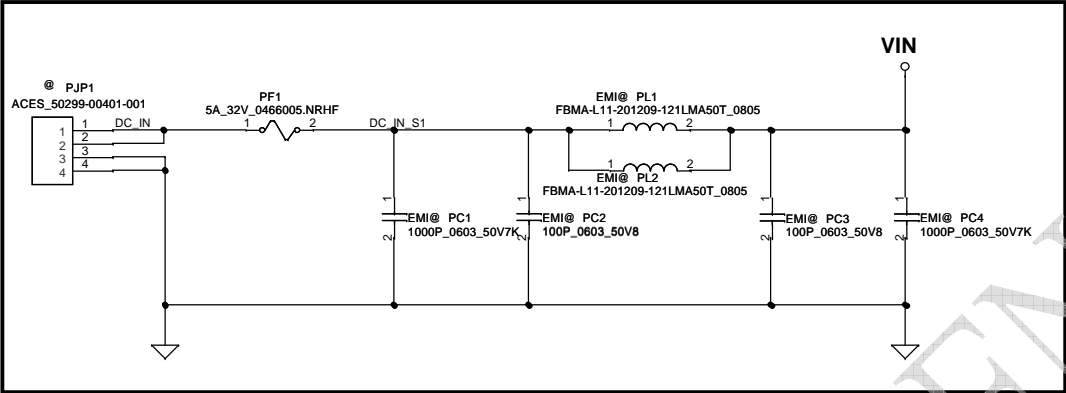 VIN
@ PJP1
ACES_50299-00401-001
1 1
2 2
3 3
4 4
DC_IN
PF1
5A_32V_0466005.NRHF
1 2
DC_IN_S1
EMI@ PL1
FBMA-L11-201209-121LMA50T_0805
1 2
1 2
EMI@ PL2
FBMA-L11-201209-121LMA50T_0805
1
2
EMI@ PC1
1000P_0603_50V7K
1
2
EMI@ PC2
100P_0603_50V8
1
2
EMI@ PC3
100P_0603_50V8
1
2
EMI@ PC4
1000P_0603_50V7K